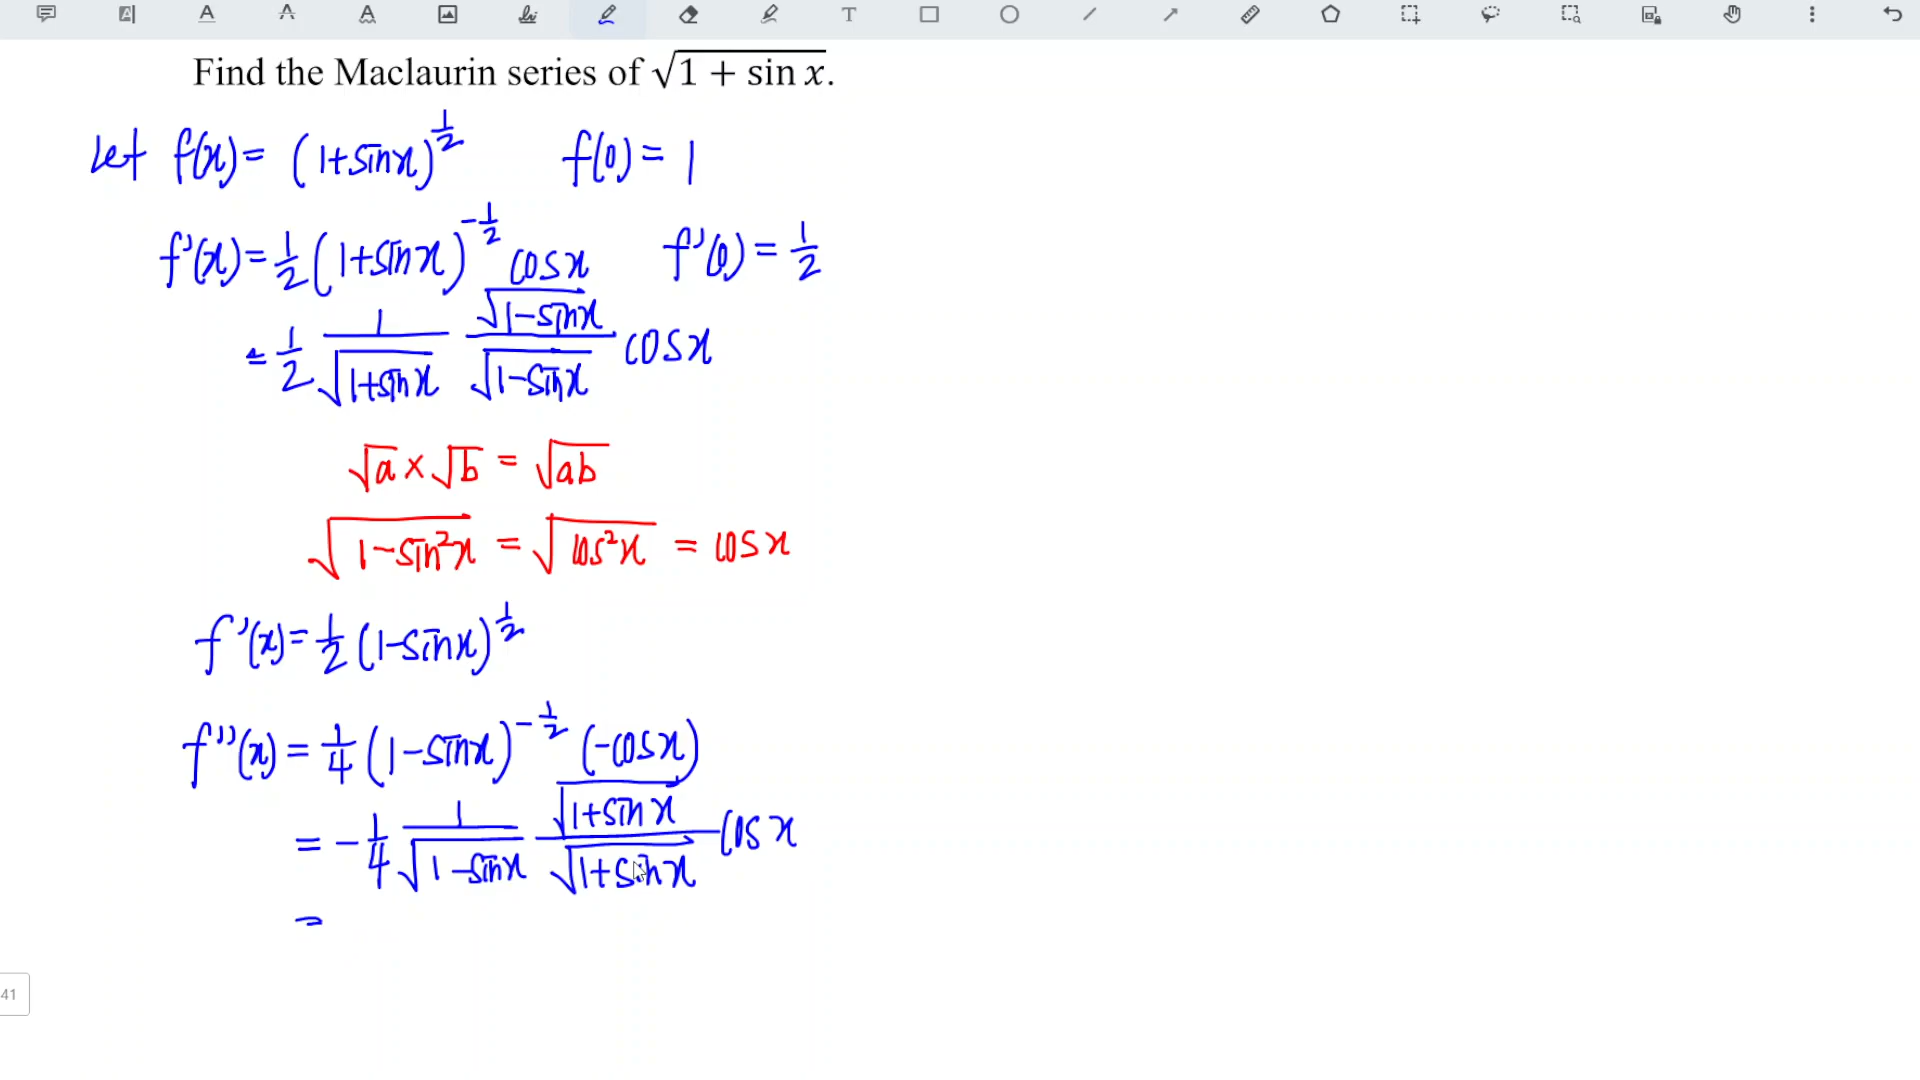 Find the Maclaurin series of √(1 + sin x).
Let f(x) = (1+sinx)^(1/2) f(0) = 1
f'(x) = 1/2 (1+sinx)^(-1/2) cosx f'(0) = 1/2
= 1/2 1/√(1+sinx) √(1-sinx)/√(1-sinx) cosx
√a × √b = √ab
√(1-sin²x) = √(cos²x) = cosx
f'(x) = 1/2 (1-sinx)^(1/2)
f''(x) = 1/4 (1-sinx)^(-1/2) (-cosx)
= -1/4 1/√(1-sinx) √(1+sinx)/√(1+sinx) cosx
=
41